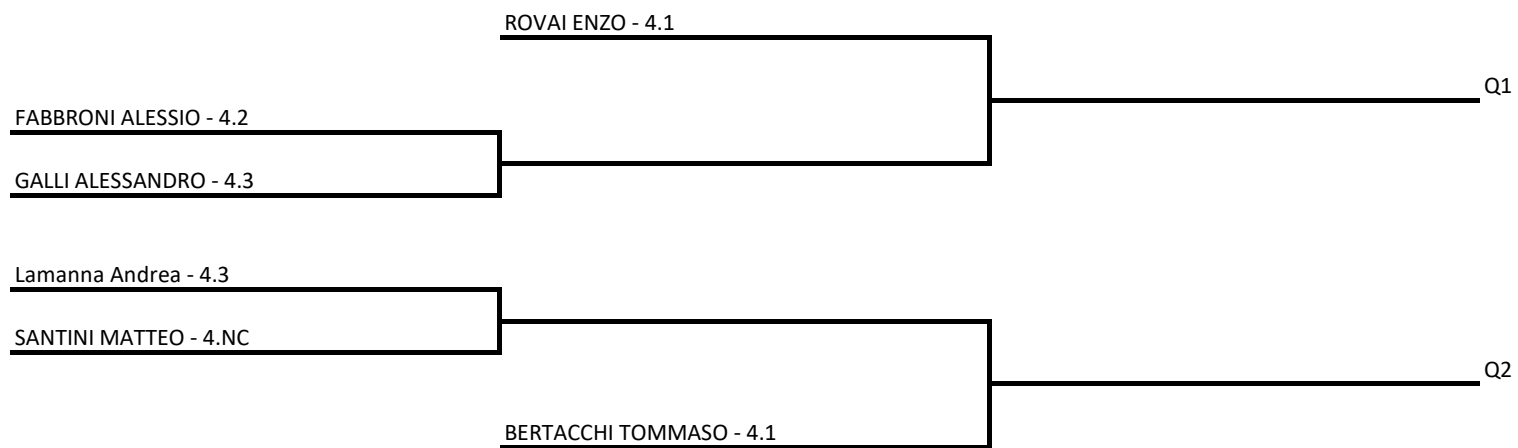 ROVAI ENZO - 4.1
Q1
FABBRONI ALESSIO - 4.2
GALLI ALESSANDRO - 4.3
Lamanna Andrea - 4.3
SANTINI MATTEO - 4.NC
Q2
BERTACCHI TOMMASO - 4.1